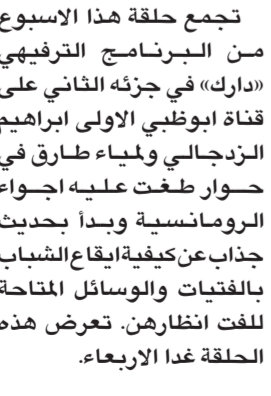 تجمع حلقة هذا الاسبوع
من البرنامج الترفيهي
«دارك» في جزئه الثاني على
قناة ابوظبي الاولى ابراهيم
الزدجالي ولمياء طارق في
حوار طغت عليه اجواء
الرومانسية وبدأ بحديث
جذاب عن كيفية ايقاع الشباب
بالفتيات والوسائل المتاحة
للفت انظارهن. تعرض هذه
الحلقة غدا الاربعاء.